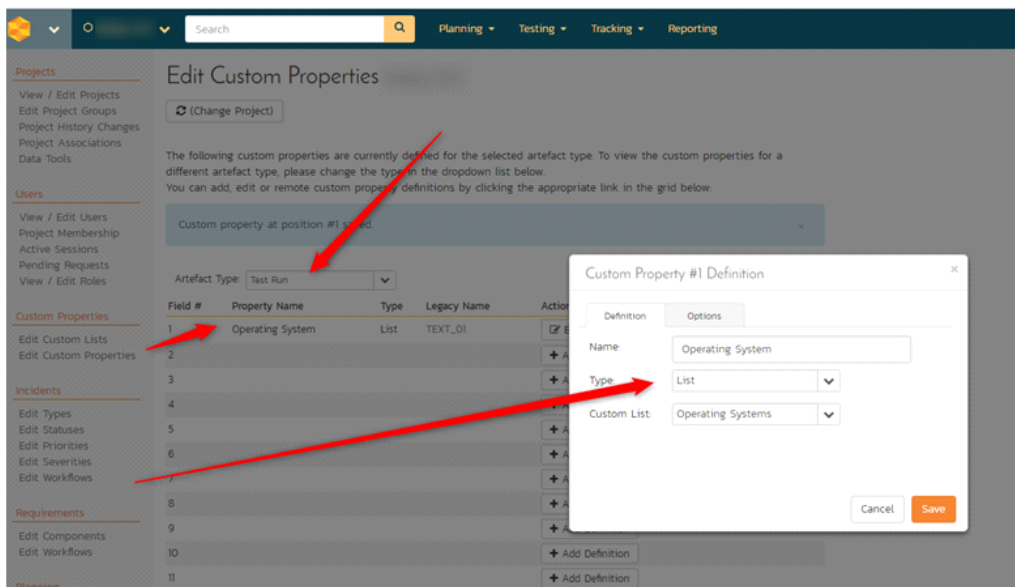 Search
Planning
Testing
Tracking
Reporting
Projects
View / Edit Projects
Edit Project Groups
Project History Changes
Project Associations
Data Tools
Users
View / Edit Users
Project Membership
Active Sessions
Pending Requests
View / Edit Roles
Custom Properties
Edit Custom Lists
Edit Custom Properties
Incidents
Edit Types
Edit Statuses
Edit Priorities
Edit Severities
Edit Workflows
Requirements
Edit Components
Edit Workflows
Planning
Edit Custom Properties
(Change Project)
The following custom properties are currently defined for the selected artefact type. To view the custom properties for a
different artefact type, please change the type in the dropdown list below.
You can add, edit or remote custom property definitions by clicking the appropriate link in the grid below:
Custom property at position #1 saved.
×
Artefact Type: Test Run
Field # Property Name Type Legacy Name Action
1 Operating System List TEXT_01 E
2 + A
3 + A
4 + A
5 + A
6 + A
7 + A
8 + A
9 + A
10 + Add Definition
11 + Add Definition
Custom Property #1 Definition ×
Definition Options
Name: Operating System
Type: List
Custom List: Operating Systems
Cancel Save